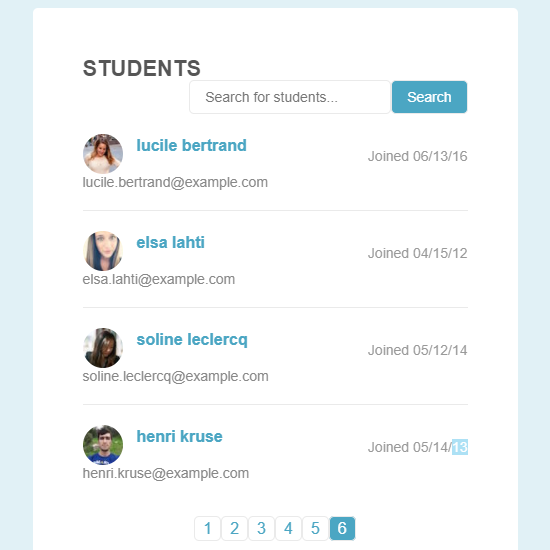 STUDENTS
Search for students... Search
lucile bertrand
Joined 06/13/16
lucile.bertrand@example.com
elsa lahti
Joined 04/15/12
elsa.lahti@example.com
soline leclercq
Joined 05/12/14
soline.leclercq@example.com
henri kruse
Joined 05/14/13
henri.kruse@example.com
1 2 3 4 5 6